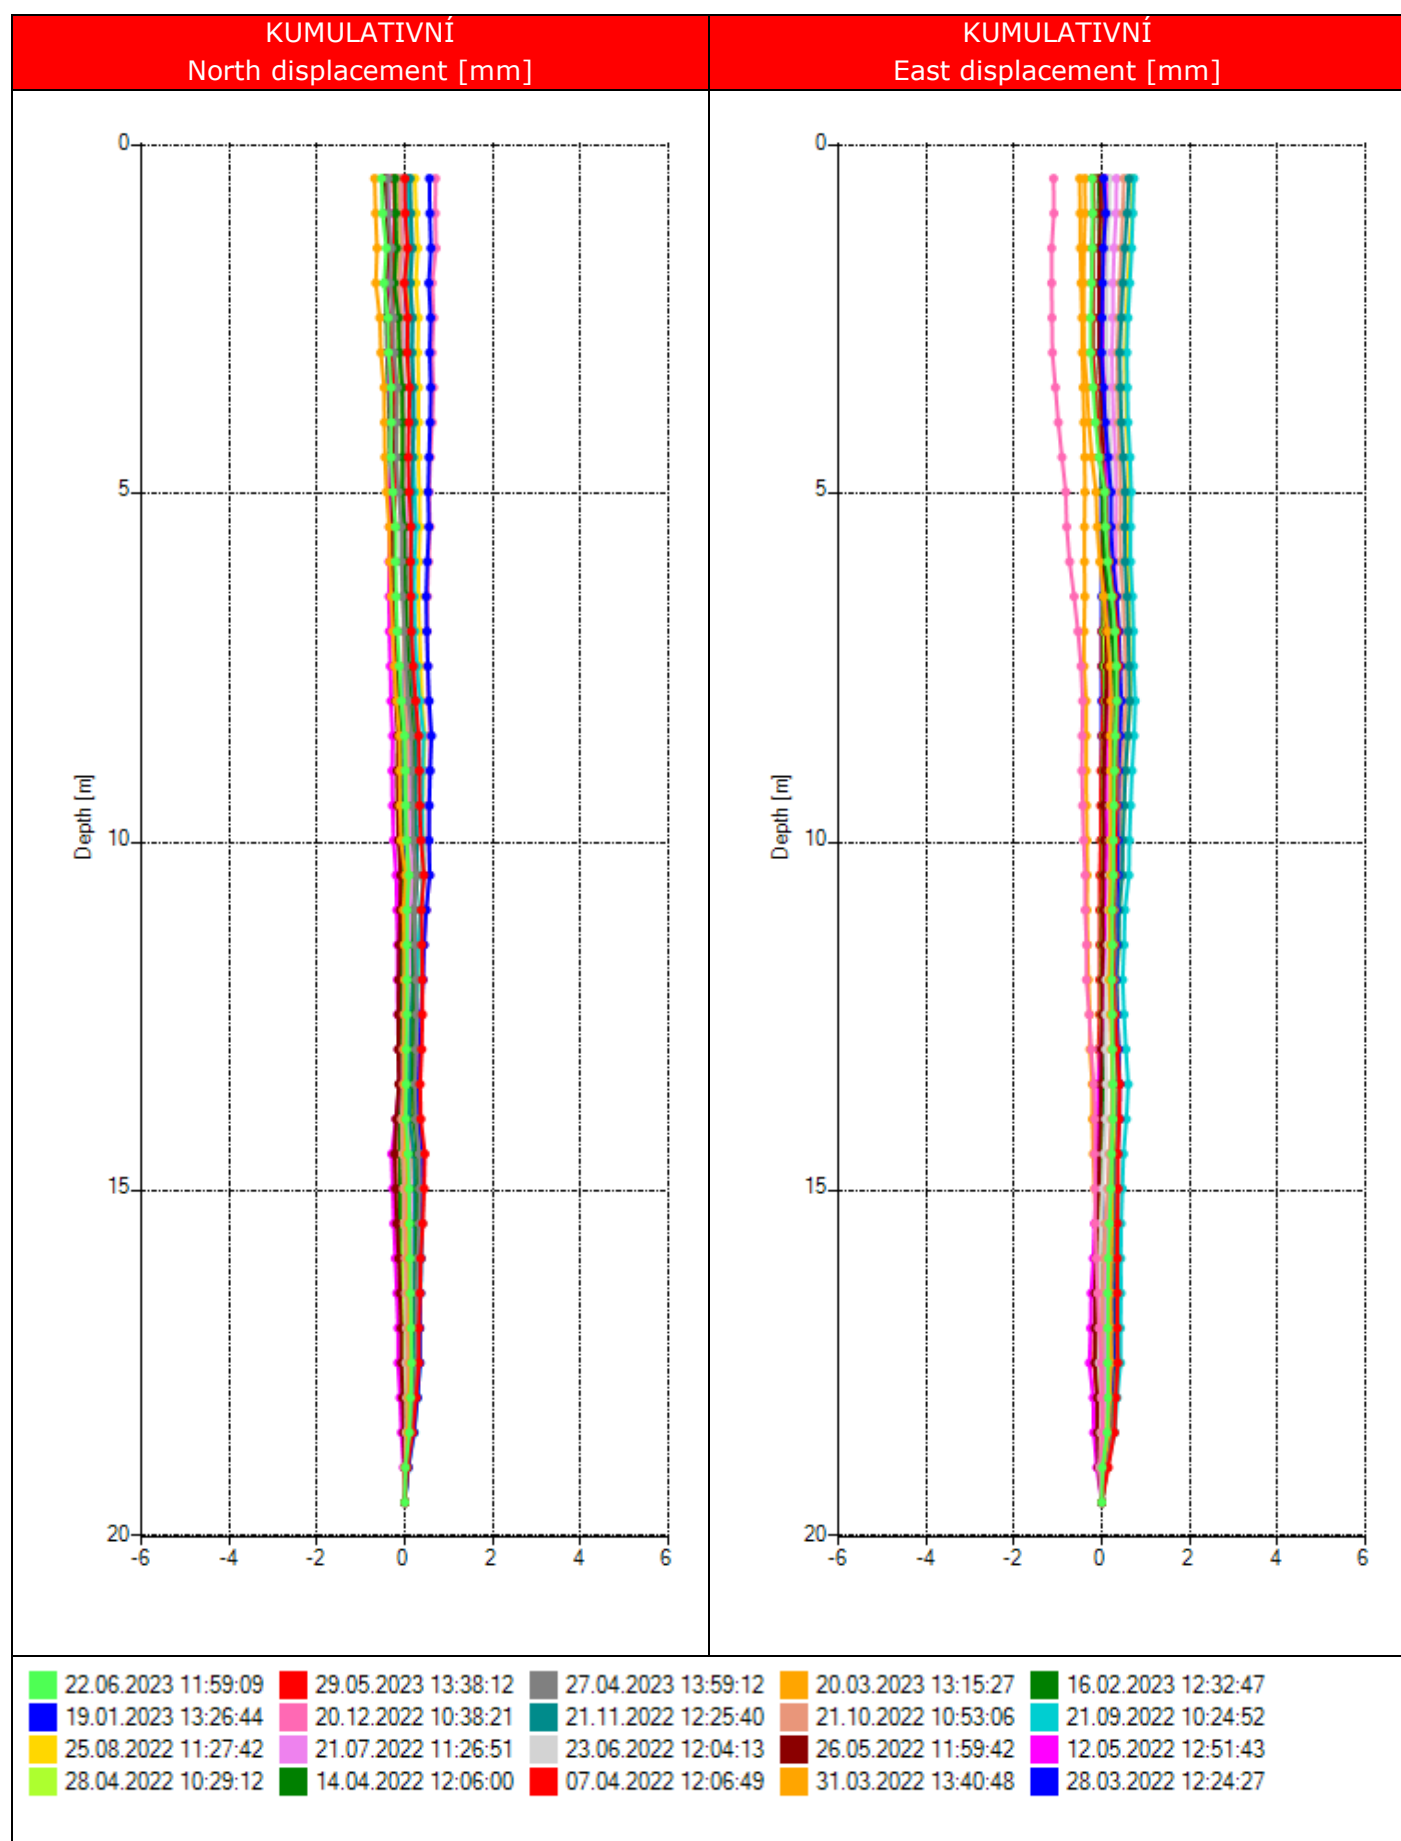 KUMULATIVNÍ
North displacement [mm]
KUMULATIVNÍ
East displacement [mm]
0
5
10
15
20
Depth [m]
-6 -4 -2 0 2 4 6
0
5
10
15
20
Depth [m]
-6 -4 -2 0 2 4 6
22.06.2023 11:59:09 29.05.2023 13:38:12 27.04.2023 13:59:12 20.03.2023 13:15:27 16.02.2023 12:32:47
19.01.2023 13:26:44 20.12.2022 10:38:21 21.11.2022 12:25:40 21.10.2022 10:53:06 21.09.2022 10:24:52
25.08.2022 11:27:42 21.07.2022 11:26:51 23.06.2022 12:04:13 26.05.2022 11:59:42 12.05.2022 12:51:43
28.04.2022 10:29:12 14.04.2022 12:06:00 07.04.2022 12:06:49 31.03.2022 13:40:48 28.03.2022 12:24:27